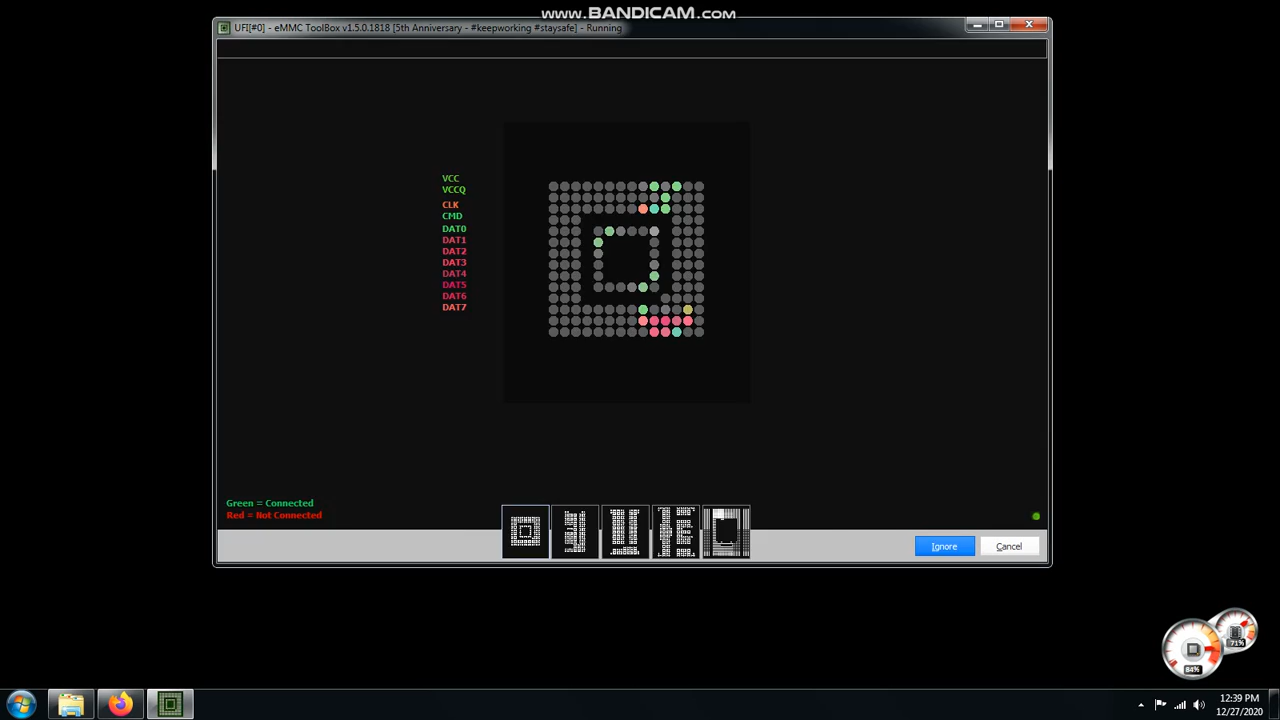 www.BANDICAM.com
UFI[#0] - eMMC ToolBox v1.5.0.1818 [5th Anniversary - #keepworking #staysafe] - Running
VCC
VCCQ
CLK
CMD
DAT0
DAT1
DAT2
DAT3
DAT4
DAT5
DAT6
DAT7
Green = Connected
Red = Not Connected
Ignore
Cancel
71%
84%
12:39 PM
12/27/2020